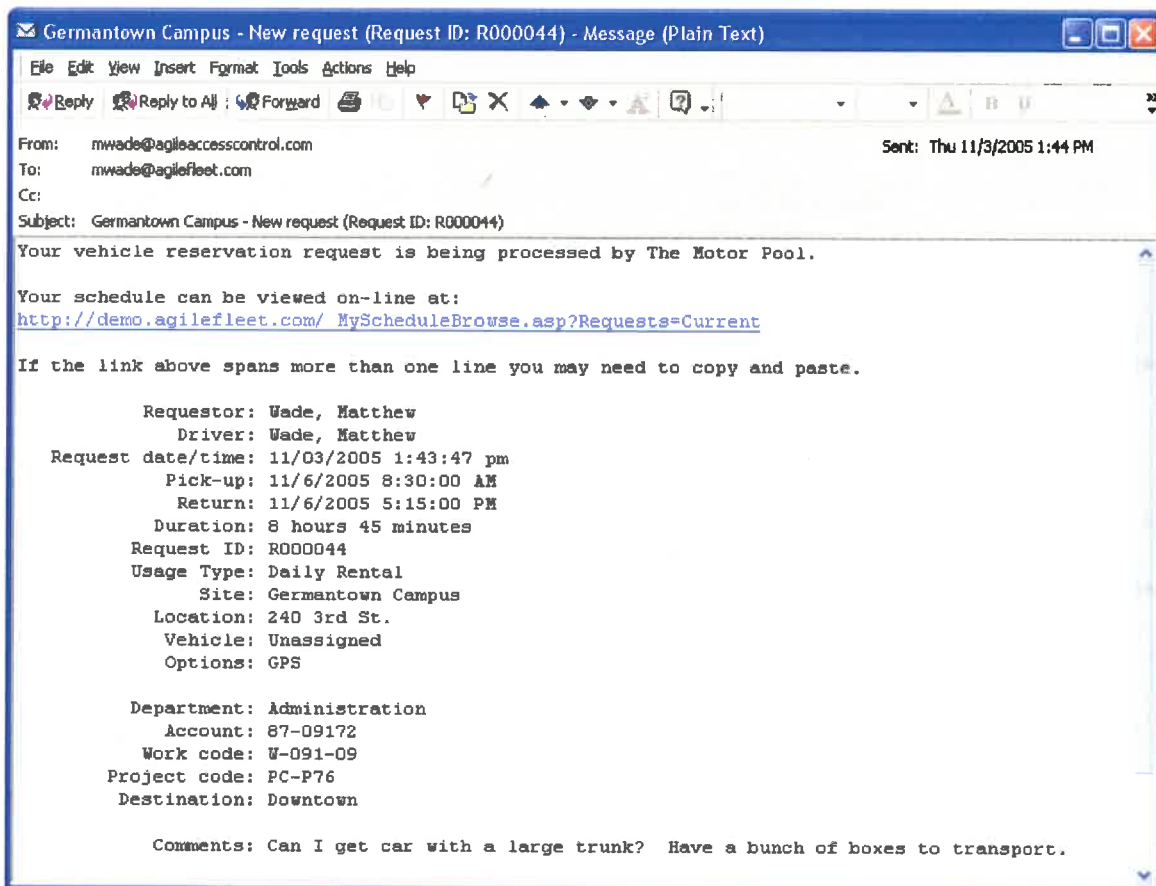 Germantown Campus - New request (Request ID: R000044) - Message (Plain Text)
File Edit View Insert Format Tools Actions Help
Reply Reply to All Forward A B U
From: mwade@agileaccesscontrol.com Sent: Thu 11/3/2005 1:44 PM
To: mwade@agilefleet.com
Cc:
Subject: Germantown Campus - New request (Request ID: R000044)
Your vehicle reservation request is being processed by The Motor Pool.
Your schedule can be viewed on-line at:
http://demo.agilefleet.com/ MyScheduleBrowse.asp?Requests=Current
If the link above spans more than one line you may need to copy and paste.
Requestor: Wade, Matthew
Driver: Wade, Matthew
Request date/time: 11/03/2005 1:43:47 pm
Pick-up: 11/6/2005 8:30:00 AM
Return: 11/6/2005 5:15:00 PM
Duration: 8 hours 45 minutes
Request ID: R000044
Usage Type: Daily Rental
Site: Germantown Campus
Location: 240 3rd St.
Vehicle: Unassigned
Options: GPS
Department: Administration
Account: 87-09172
Work code: W-091-09
Project code: PC-P76
Destination: Downtown
Comments: Can I get car with a large trunk? Have a bunch of boxes to transport.